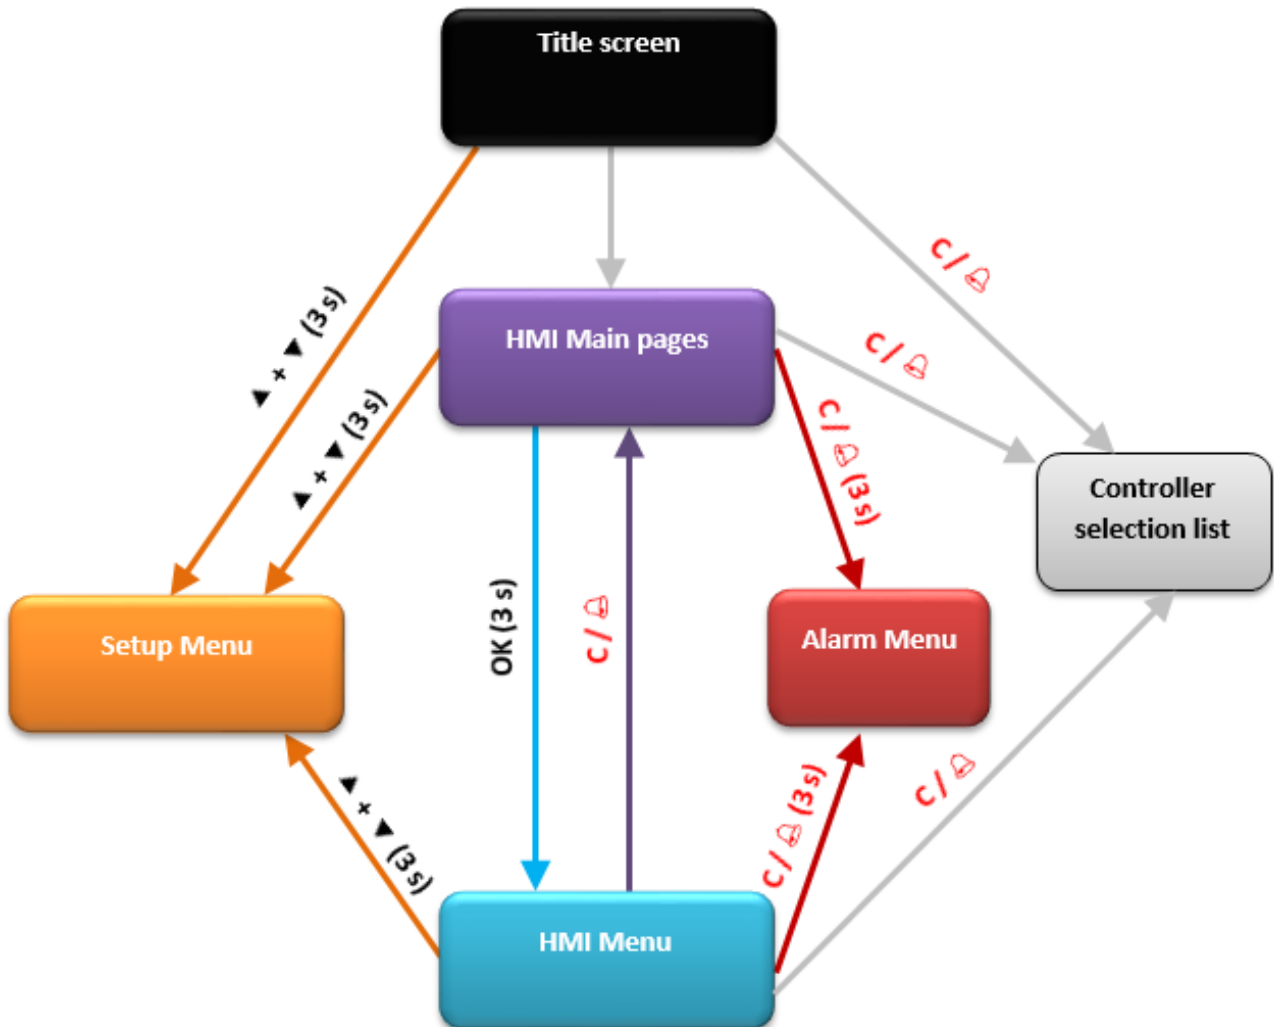 Title screen
C / 🔔
▲ + ▼ (3 s)
HMI Main pages
C / 🔔
▲ + ▼ (3 s)
C / 🔔 (3 s)
Controller
selection list
OK (3 s)
C / 🔔
Setup Menu
Alarm Menu
▲ + ▼ (3 s)
C / 🔔 (3 s)
C / 🔔
HMI Menu